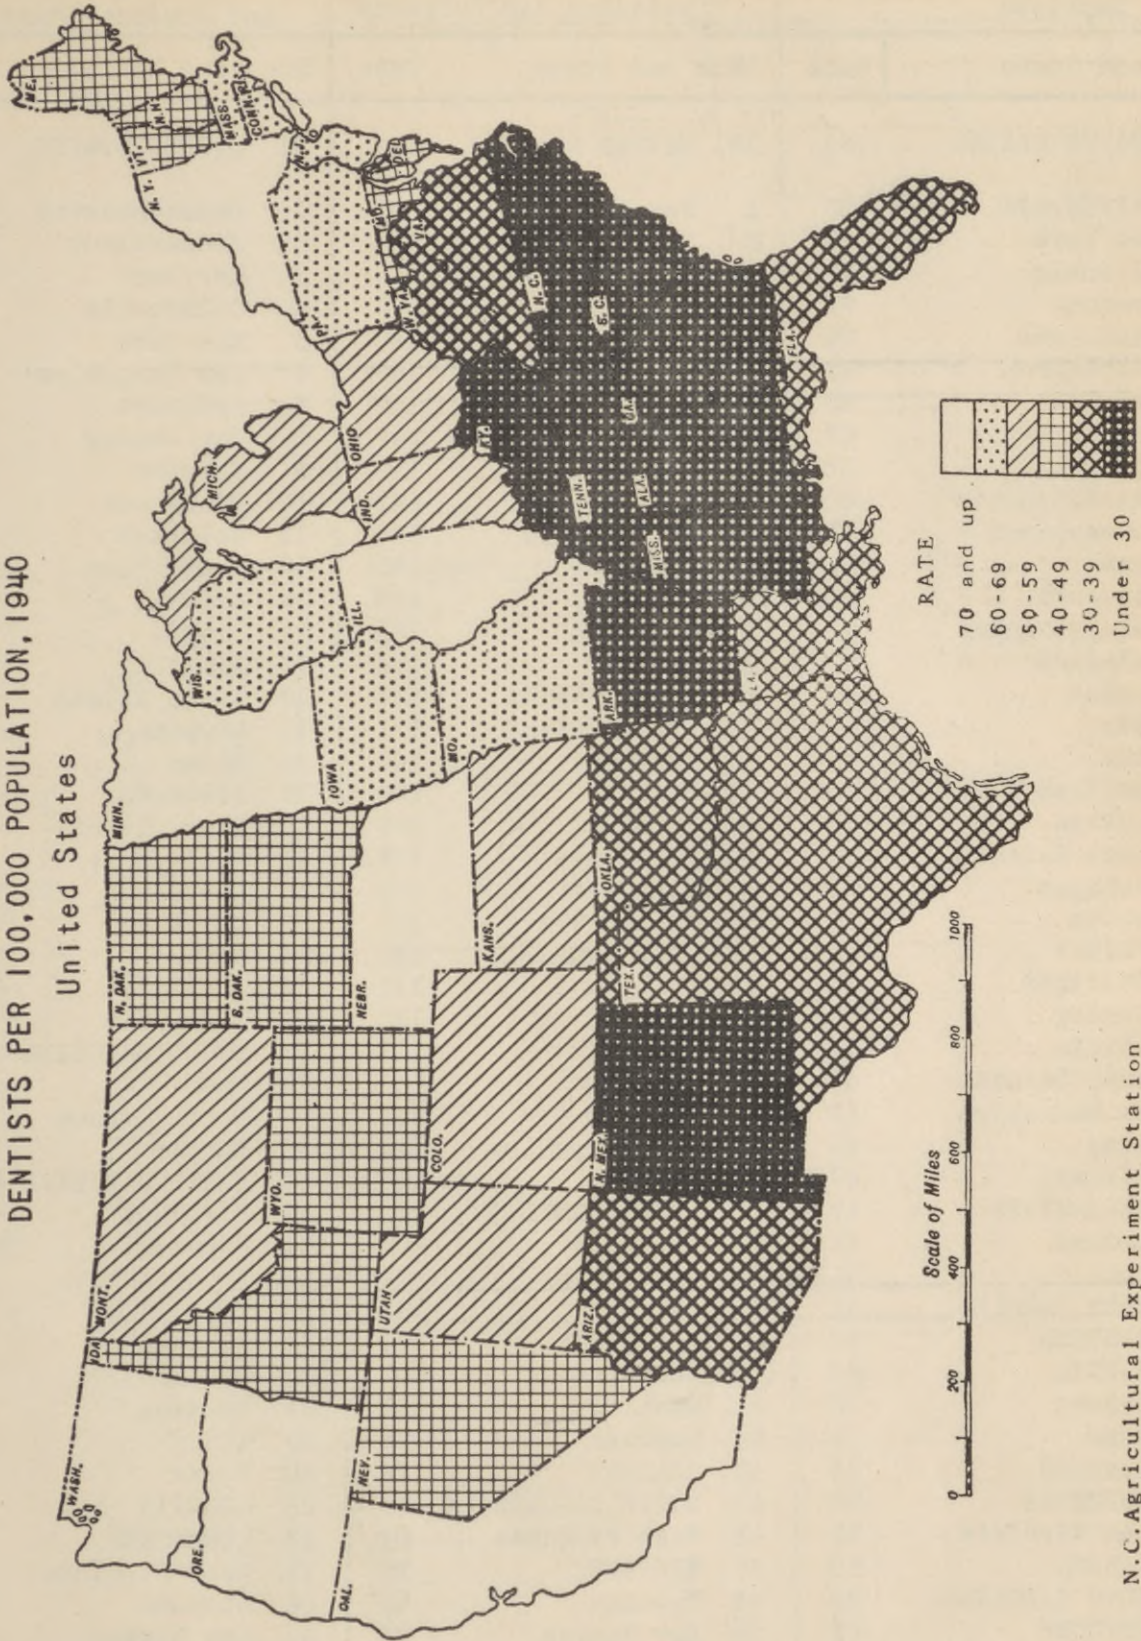 DENTISTS PER 100,000 POPULATION, 1940
United States
WASH.
ORE.
CAL.
NEV.
IDA.
MONT.
WYO.
UTAH
COLO.
ARIZ.
N. MEX.
N. DAK.
S. DAK.
NEBR.
KANS.
OKLA.
TEX.
MINN.
IOWA
MO.
ARK.
LA.
WIS.
ILL.
MICH.
IND.
OHIO
KY.
TENN.
MISS.
ALA.
GA.
FLA.
S. C.
N. C.
VA.
W. VA.
MD.
DEL.
PA.
N. J.
N. Y.
VT.
N. H.
ME.
MASS.
CONN. R.I.
Scale of Miles
0 200 400 600 800 1000
RATE
70 and up
60-69
50-59
40-49
30-39
Under 30
N.C. Agricultural Experiment Station